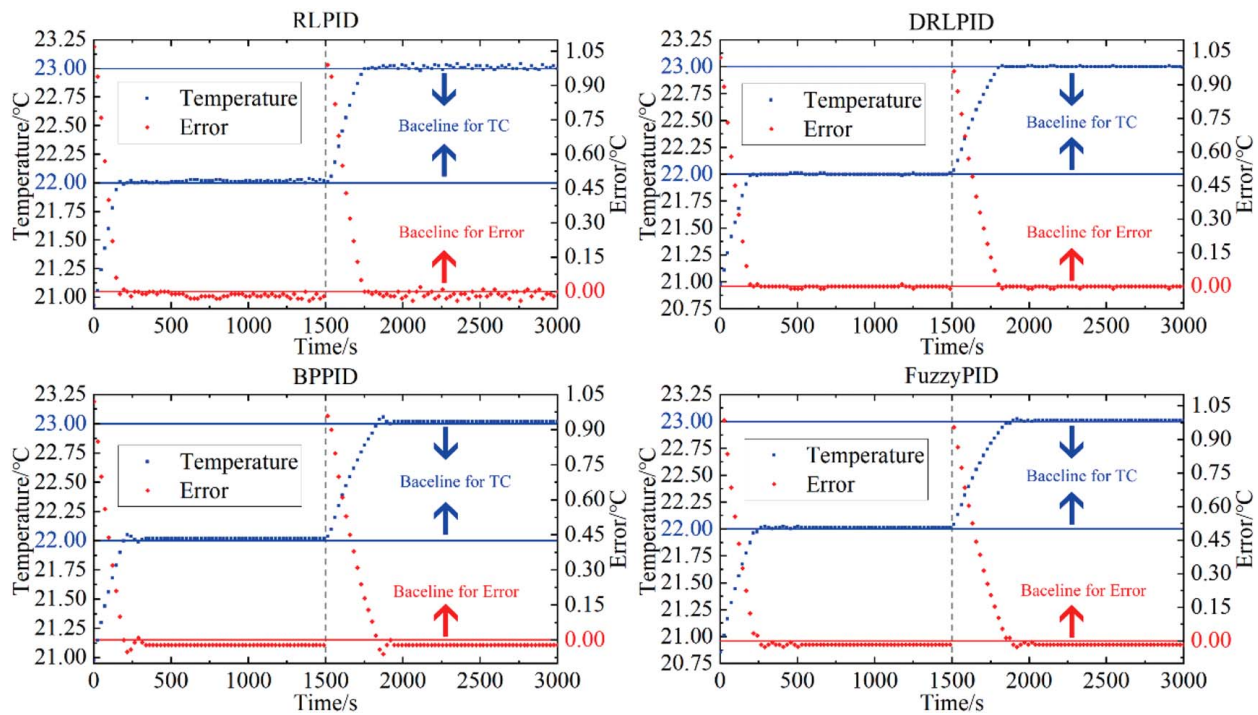 RLPID
23.25
23.00
22.75
22.50
22.25
22.00
21.75
21.50
21.25
21.00
Temperature/°C
Temperature
Error
Baceline for TC
Baceline for Error
1.05
0.90
0.75
0.60
0.45
0.30
0.15
0.00
Error/°C
0 500 1000 1500 2000 2500 3000
Time/s
DRLPID
23.25
23.00
22.75
22.50
22.25
22.00
21.75
21.50
21.25
21.00
20.75
Temperature/°C
Temperature
Error
Baceline for TC
Baceline for Error
1.05
0.90
0.75
0.60
0.45
0.30
0.15
0.00
Error/°C
0 500 1000 1500 2000 2500 3000
Time/s
BPPID
23.25
23.00
22.75
22.50
22.25
22.00
21.75
21.50
21.25
21.00
Temperature/°C
Temperature
Error
Baceline for TC
Baceline for Error
1.05
0.90
0.75
0.60
0.45
0.30
0.15
0.00
Error/°C
0 500 1000 1500 2000 2500 3000
Time/s
FuzzyPID
23.25
23.00
22.75
22.50
22.25
22.00
21.75
21.50
21.25
21.00
20.75
Temperature/°C
Temperature
Error
Baceline for TC
Baceline for Error
1.05
0.90
0.75
0.60
0.45
0.30
0.15
0.00
Error/°C
0 500 1000 1500 2000 2500 3000
Time/s